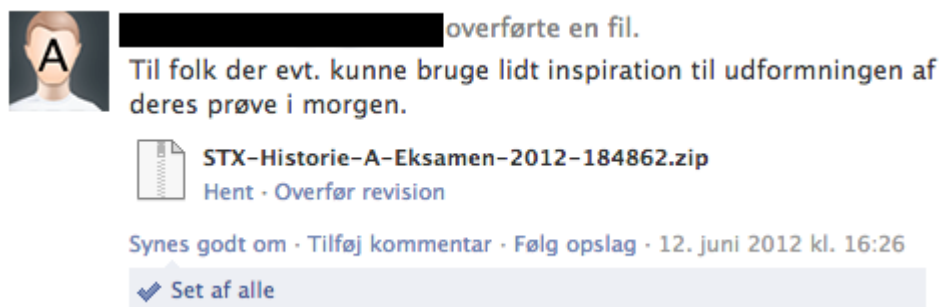 A
overførte en fil.
Til folk der evt. kunne bruge lidt inspiration til udformningen af
deres prøve i morgen.
STX-Historie-A-Eksamen-2012-184862.zip
Hent · Overfør revision
Synes godt om · Tilføj kommentar · Følg opslag · 12. juni 2012 kl. 16:26
Set af alle